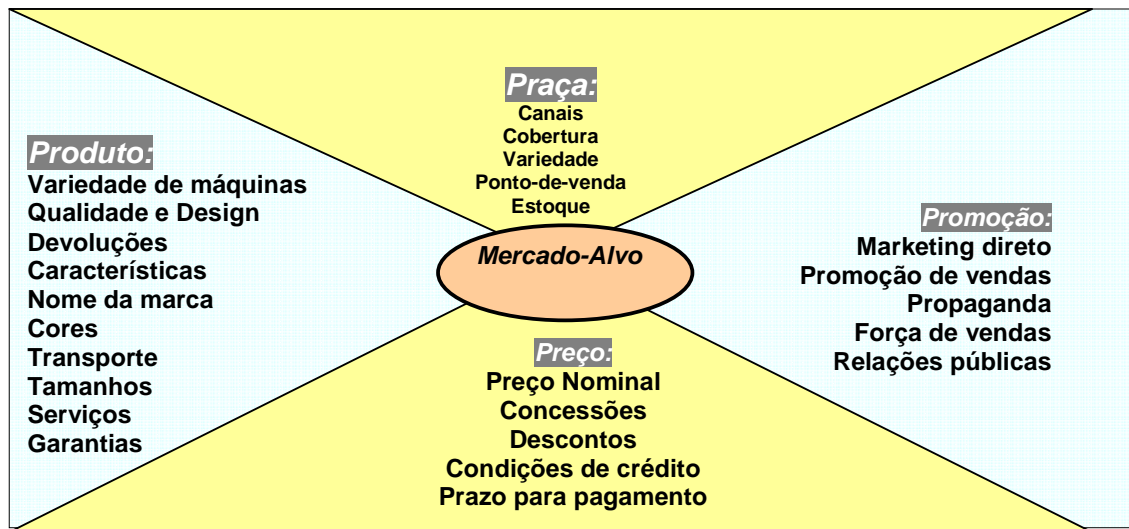 Praça:
Canais
Cobertura
Variedade
Ponto-de-venda
Estoque
Produto:
Variedade de máquinas
Qualidade e Design
Devoluções
Características
Nome da marca
Cores
Transporte
Tamanhos
Serviços
Garantias
Mercado-Alvo
Promoção:
Marketing direto
Promoção de vendas
Propaganda
Força de vendas
Relações públicas
Preço:
Preço Nominal
Concessões
Descontos
Condições de crédito
Prazo para pagamento